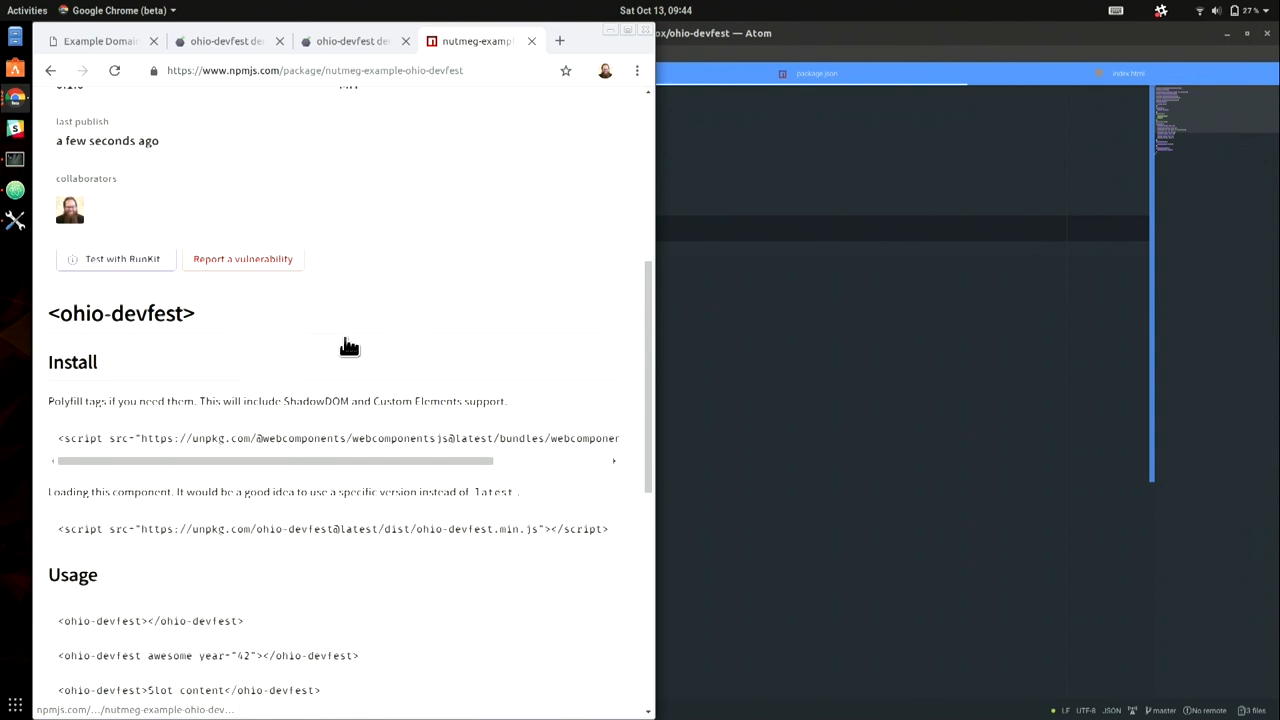 Activities
Google Chrome (beta)
Sat Oct 13, 09:44
27 %
Example Domai
ohio-devfest de
ohio-devfest de
nutmeg-examp
ox/ohio-devfest — Atom
https://www.npmjs.com/package/nutmeg-example-ohio-devfest
package.json
index.html
last publish
a few seconds ago
collaborators
Test with RunKit
Report a vulnerability
<ohio-devfest>
Install
Polyfill tags if you need them. This will include ShadowDOM and Custom Elements support.
<script src="https://unpkg.com/@webcomponents/webcomponentsjs@latest/bundles/webcomponen
Loading this component. It would be a good idea to use a specific version instead of latest .
<script src="https://unpkg.com/ohio-devfest@latest/dist/ohio-devfest.min.js"></script>
Usage
<ohio-devfest></ohio-devfest>
<ohio-devfest awesome year="42"></ohio-devfest>
<ohio-devfest>Slot content</ohio-devfest>
npmjs.com/.../nutmeg-example-ohio-dev...
LF UTF-8 JSON master No remote 3 files